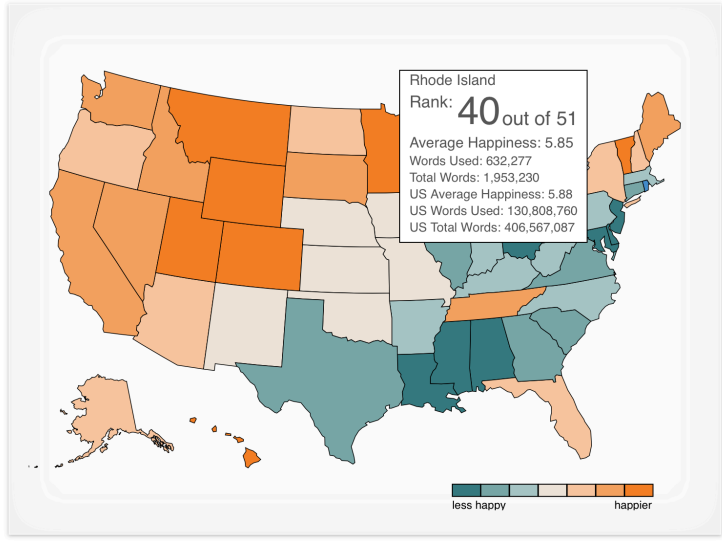 Rhode Island
Rank: 40 out of 51
Average Happiness: 5.85
Words Used: 632,277
Total Words: 1,953,230
US Average Happiness: 5.88
US Words Used: 130,808,760
US Total Words: 406,567,087
less happy happier